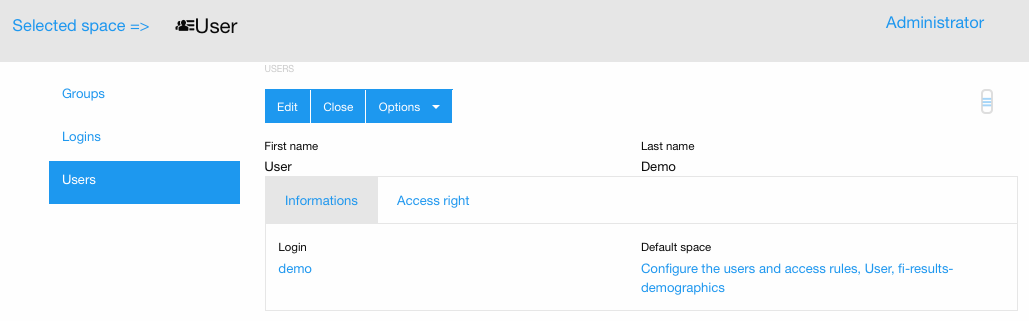 Selected space => User
Administrator
USERS
Groups
Logins
Users
Edit Close Options
First name
Last name
User
Demo
Informations
Access right
Login
Default space
demo
Configure the users and access rules, User, fi-results-
demographics